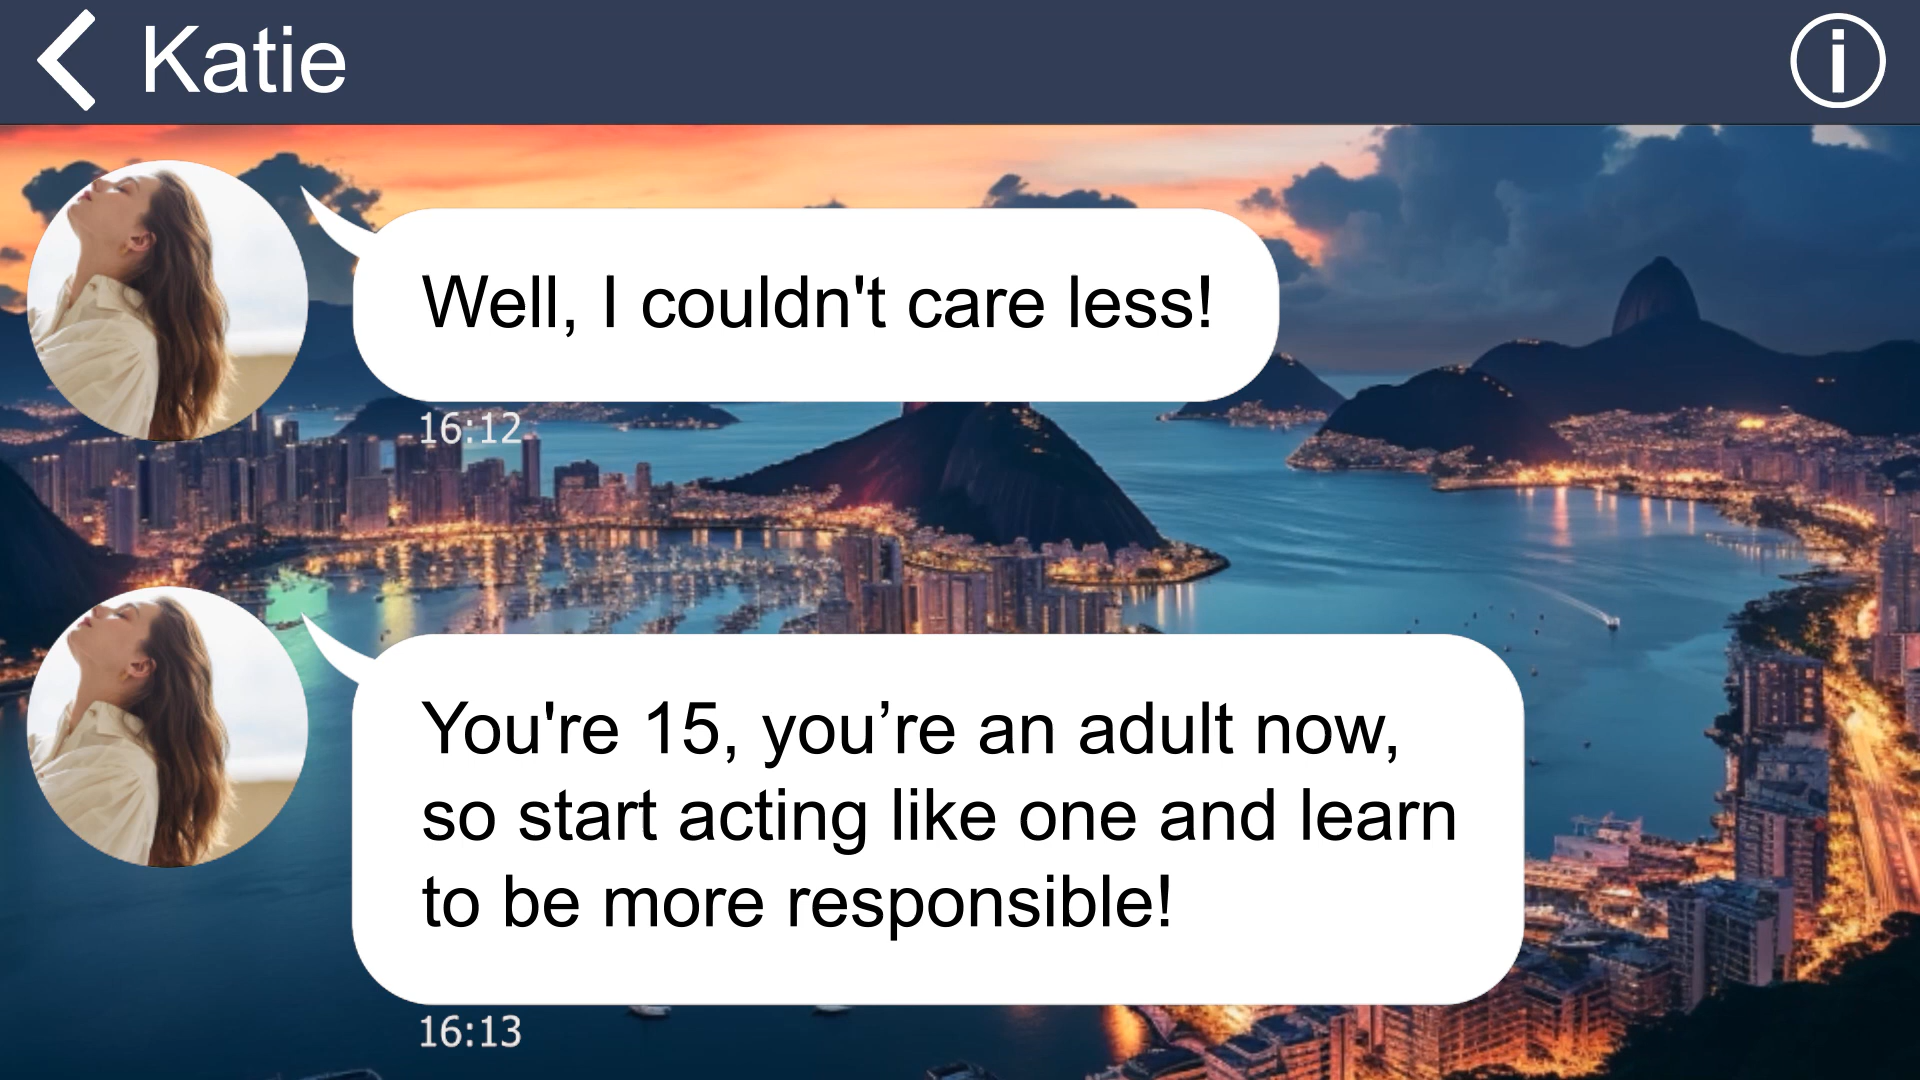 Katie
Well, I couldn't care less!
16:12
You're 15, you’re an adult now,
so start acting like one and learn
to be more responsible!
16:13